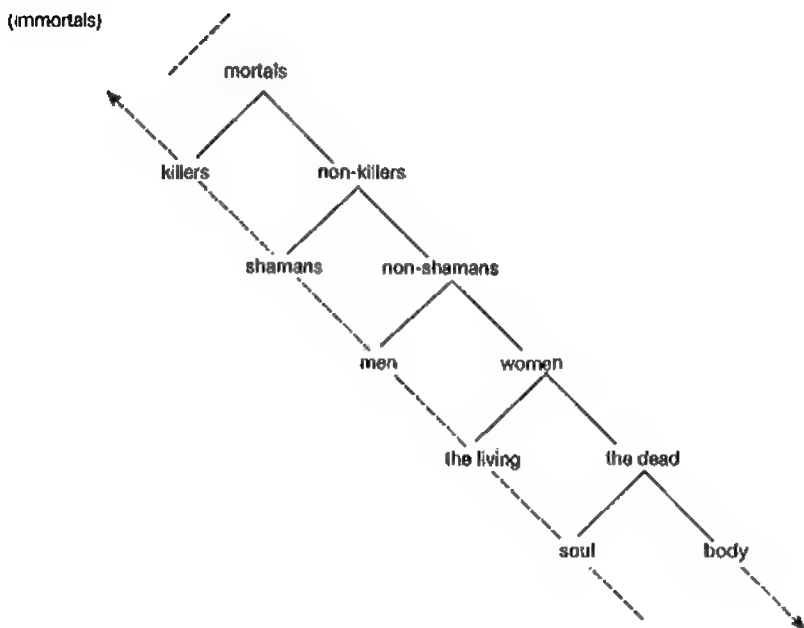 (immortals)
mortals
killers non-killers
shamans non-shamans
men women
the living the dead
soul body